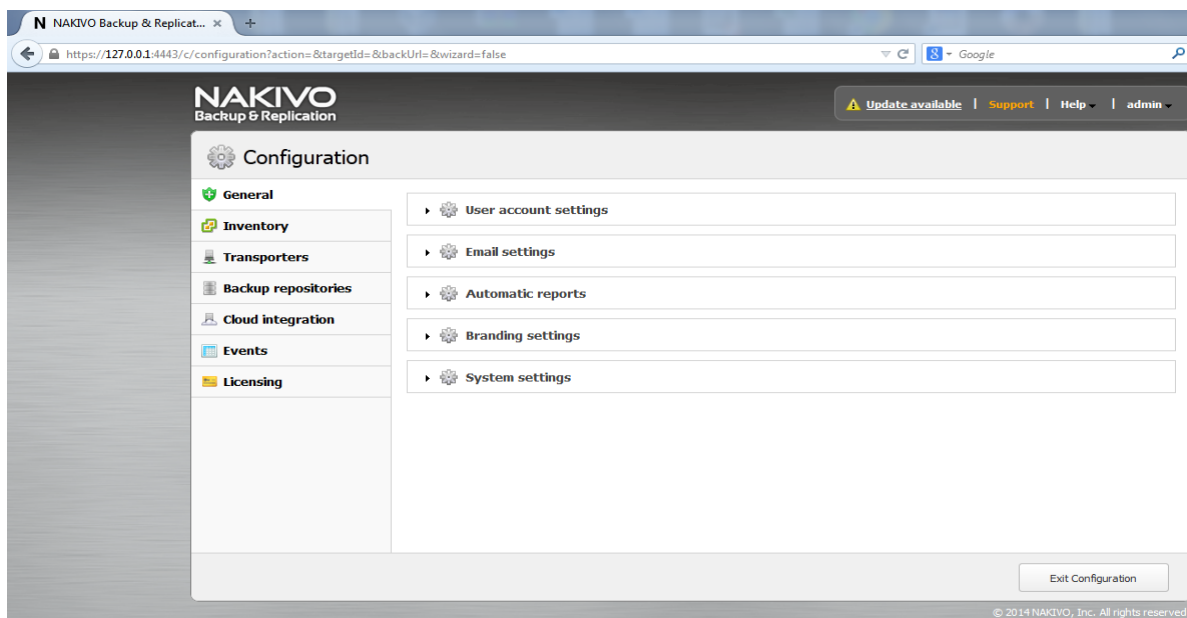 N NAKIVO Backup & Replicat... × +
https://127.0.0.1:4443/c/configuration?action=&targetId=&backUrl=&wizard=false
8 Google
NAKIVO
Backup & Replication
Update available | Support | Help | admin
Configuration
General
Inventory
Transporters
Backup repositories
Cloud integration
Events
Licensing
User account settings
Email settings
Automatic reports
Branding settings
System settings
Exit Configuration
© 2014 NAKIVO, Inc. All rights reserved